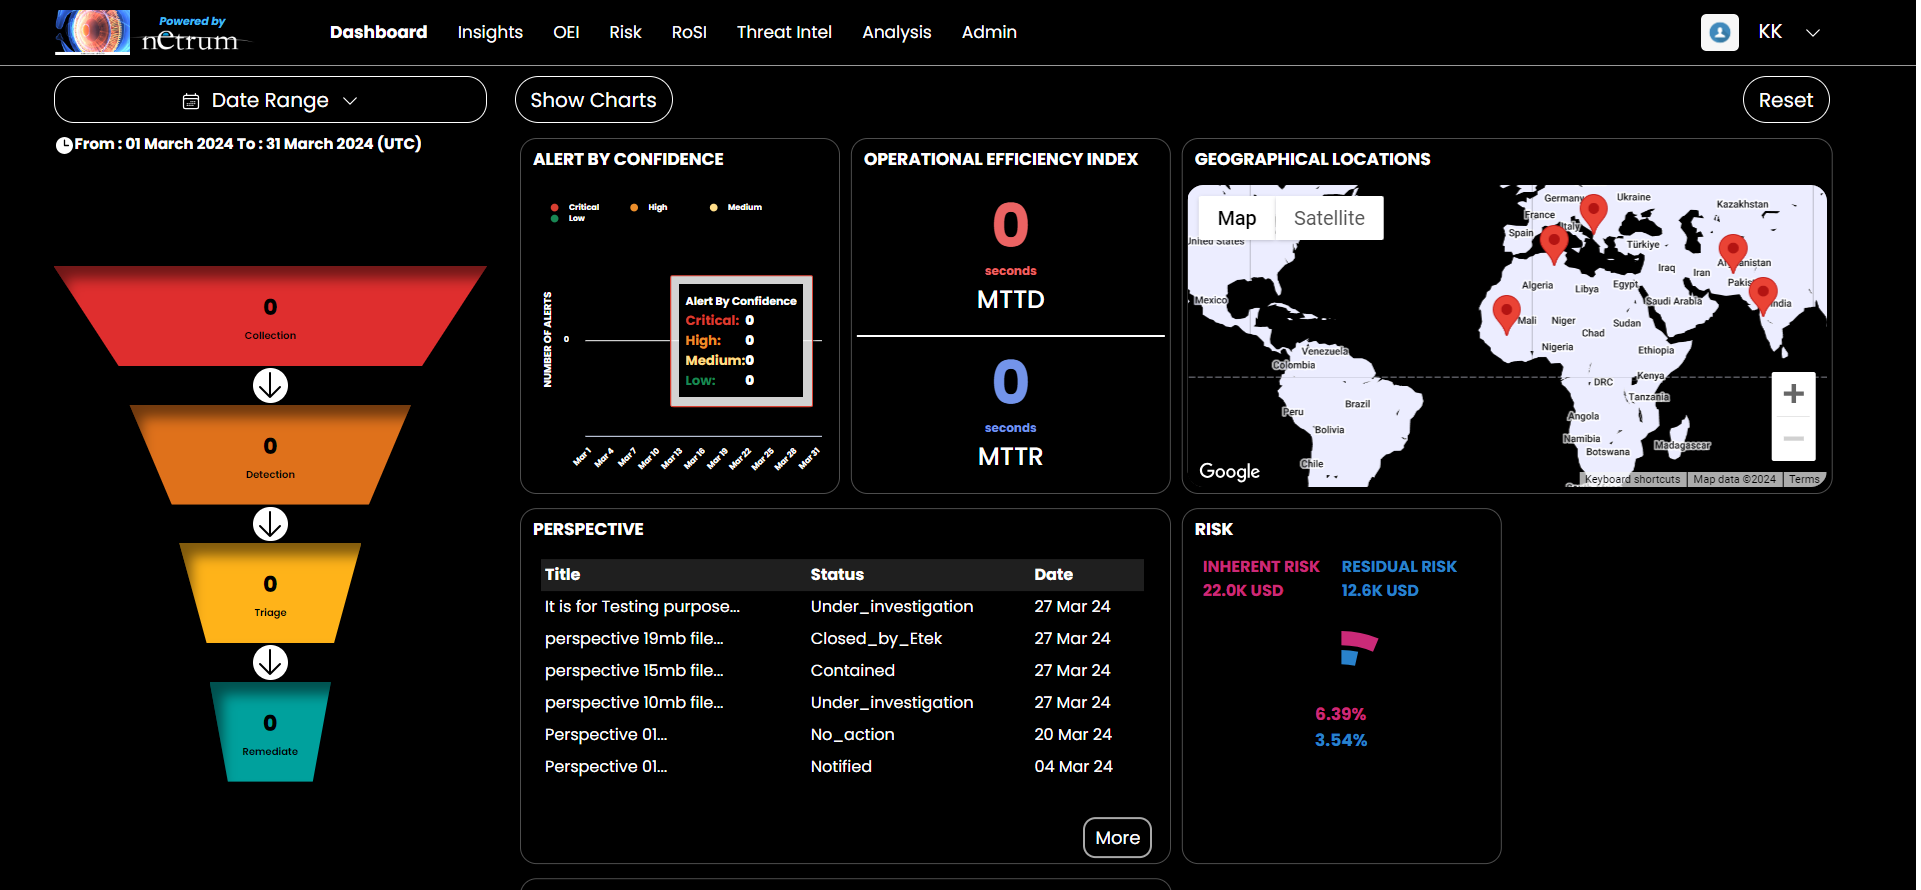 Powered by
netrum
Dashboard Insights OEI Risk RoSI Threat Intel Analysis Admin
KK
Date Range
Show Charts
Reset
From : 01 March 2024 To : 31 March 2024 (UTC)
0
Collection
0
Detection
0
Triage
0
Remediate
ALERT BY CONFIDENCE
Critical High Medium
Low
NUMBER OF ALERTS
0
Alert By Confidence
Critical: 0
High: 0
Medium:0
Low: 0
Mar 1 Mar 4 Mar 7 Mar 10 Mar 13 Mar 16 Mar 19 Mar 22 Mar 25 Mar 28 Mar 31
OPERATIONAL EFFICIENCY INDEX
0
seconds
MTTD
0
seconds
MTTR
GEOGRAPHICAL LOCATIONS
Map Satellite
Germany Ukraine
Kazakhstan
France
Italy
Spain
United States
Türkiye
Iraq Iran
Algeria Libya Egypt
Saudi Arabia
India
Mexico
Mali Niger Chad Sudan
Nigeria Ethiopia
Venezuela
Colombia
Kenya
DRC
Tanzania
Peru Brazil
Angola
Bolivia
Namibia
Botswana
Madagascar
Chile
Google
Keyboard shortcuts Map data ©2024 Terms
PERSPECTIVE
Title Status Date
It is for Testing purpose... Under_investigation 27 Mar 24
perspective 19mb file... Closed_by_Etek 27 Mar 24
perspective 15mb file... Contained 27 Mar 24
perspective 10mb file... Under_investigation 27 Mar 24
Perspective 01... No_action 20 Mar 24
Perspective 01... Notified 04 Mar 24
More
RISK
INHERENT RISK RESIDUAL RISK
22.0K USD 12.6K USD
6.39%
3.54%